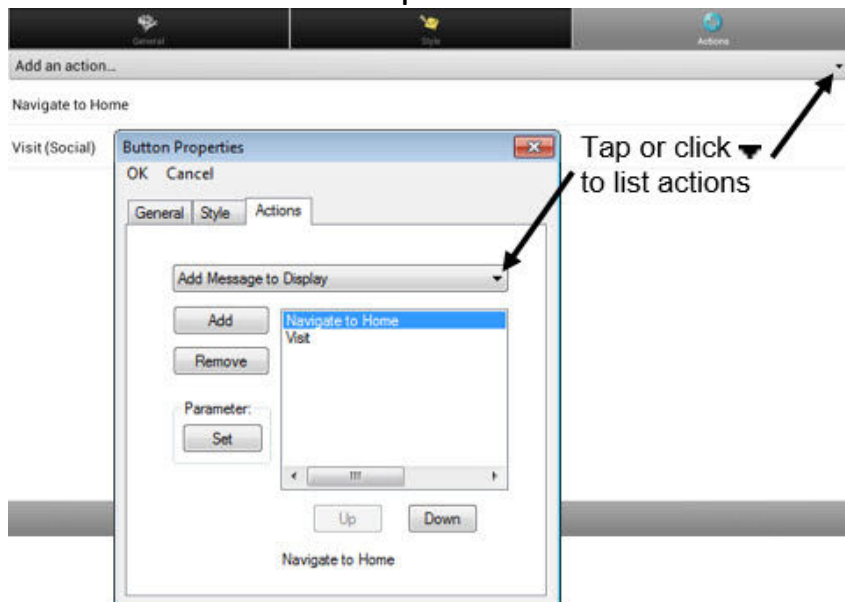 General Style Actions
Add an action...
Navigate to Home
Visit (Social)
Tap or click
to list actions
Button Properties
OK Cancel
General Style Actions
Add Message to Display
Add
Remove
Parameter:
Set
Navigate to Home
Visit
Up Down
Navigate to Home